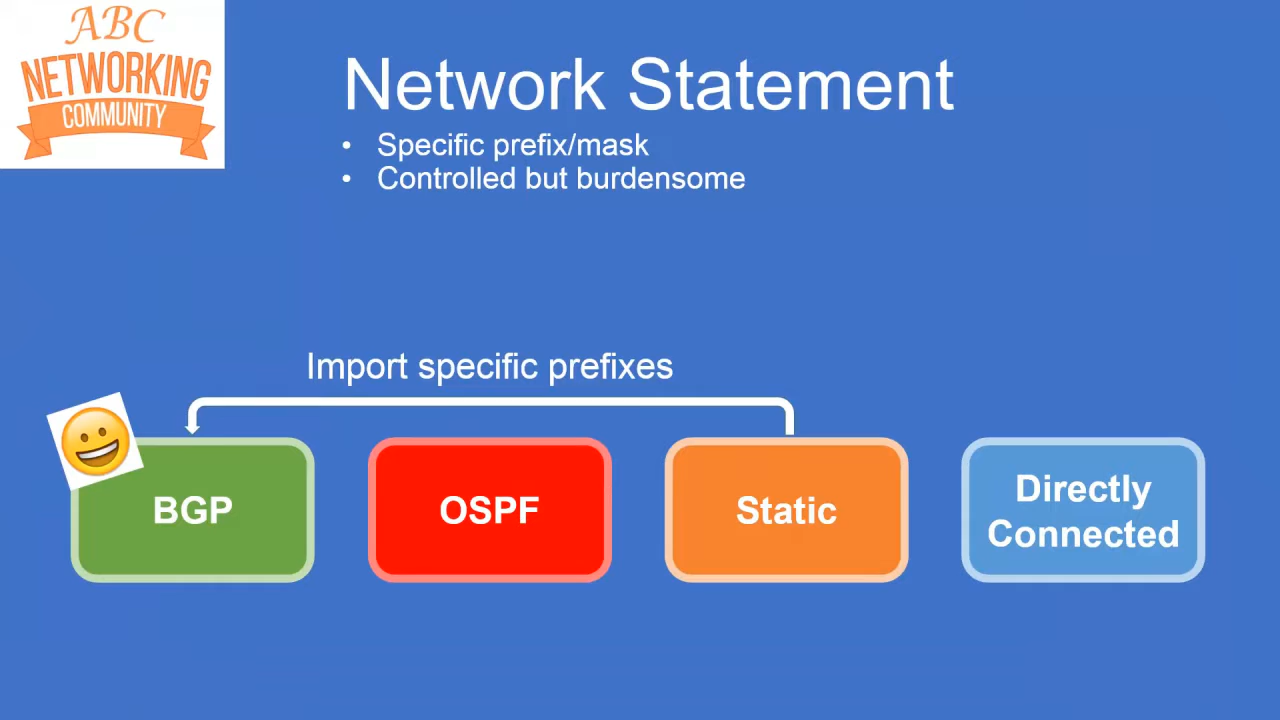 ABC
NETWORKING
COMMUNITY
Network Statement
• Specific prefix/mask
• Controlled but burdensome
Import specific prefixes
BGP
OSPF
Static
Directly
Connected